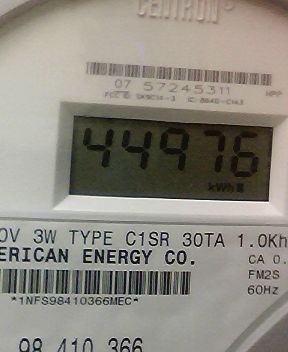 CENTRON®
07 57245311
44976
kWh
0V 3W TYPE C1SR 30TA 1.0Kh
ERICAN ENERGY CO.
CA 0.
FM2S
*1NFS98410366MEC*
60Hz
98 410 366